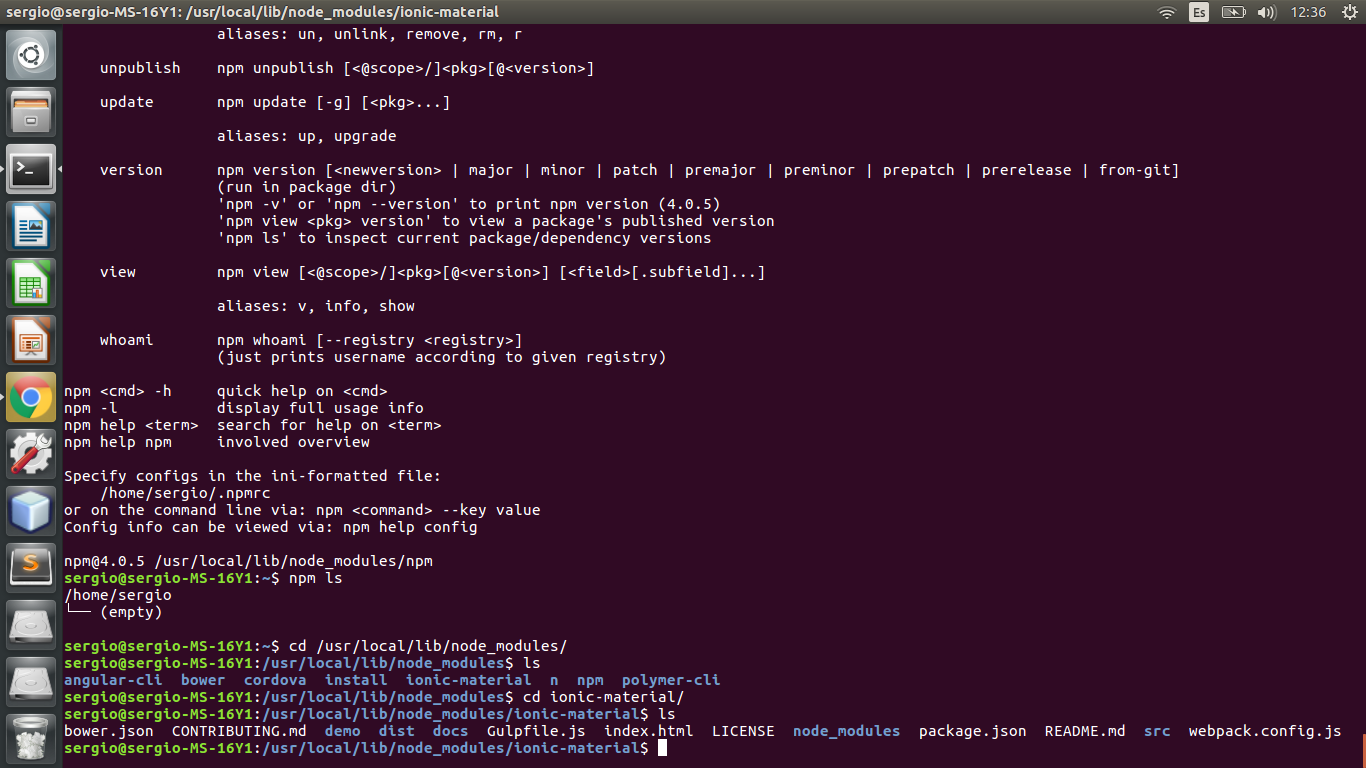 sergio@sergio-MS-16Y1: /usr/local/lib/node_modules/ionic-material
Es
12:36
aliases: un, unlink, remove, rm, r
unpublish npm unpublish [<@scope>/]<pkg>[@<version>]
update npm update [-g] [<pkg>...]
aliases: up, upgrade
version npm version [<newversion> | major | minor | patch | premajor | preminor | prepatch | prerelease | from-git]
(run in package dir)
'npm -v' or 'npm --version' to print npm version (4.0.5)
'npm view <pkg> version' to view a package's published version
'npm ls' to inspect current package/dependency versions
view npm view [<@scope>/]<pkg>[@<version>] [<field>[.subfield]...]
aliases: v, info, show
whoami npm whoami [--registry <registry>]
(just prints username according to given registry)
npm <cmd> -h quick help on <cmd>
npm -l display full usage info
npm help <term> search for help on <term>
npm help npm involved overview
Specify configs in the ini-formatted file:
/home/sergio/.npmrc
or on the command line via: npm <command> --key value
Config info can be viewed via: npm help config
npm@4.0.5 /usr/local/lib/node_modules/npm
sergio@sergio-MS-16Y1:~$ npm ls
/home/sergio
└── (empty)
sergio@sergio-MS-16Y1:~$ cd /usr/local/lib/node_modules/
sergio@sergio-MS-16Y1:/usr/local/lib/node_modules$ ls
angular-cli bower cordova install ionic-material n npm polymer-cli
sergio@sergio-MS-16Y1:/usr/local/lib/node_modules$ cd ionic-material/
sergio@sergio-MS-16Y1:/usr/local/lib/node_modules/ionic-material$ ls
bower.json CONTRIBUTING.md demo dist docs Gulpfile.js index.html LICENSE node_modules package.json README.md src webpack.config.js
sergio@sergio-MS-16Y1:/usr/local/lib/node_modules/ionic-material$